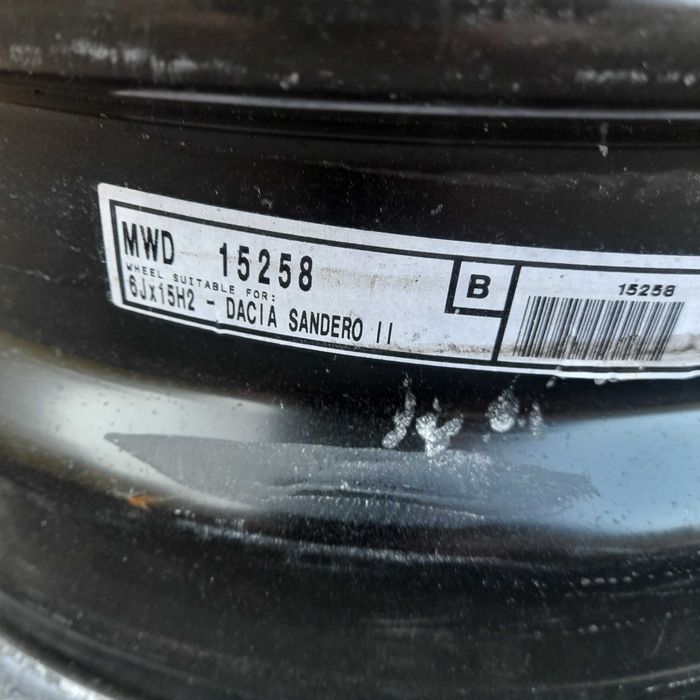 MWD 15258
WHEEL SUITABLE FOR:
6Jx15H2 - DACIA SANDERO II
B
15258